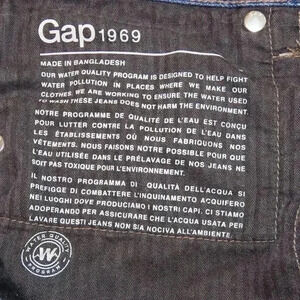 Gap 1969
MADE IN BANGLADESH
OUR WATER QUALITY PROGRAM IS DESIGNED TO HELP FIGHT
WATER POLLUTION IN PLACES WHERE WE MAKE OUR
CLOTHES. WE ARE WORKING TO ENSURE THE WATER USED
TO WASH THESE JEANS DOES NOT HARM THE ENVIRONMENT.
NOTRE PROGRAMME DE QUALITÉ DE L'EAU EST CONÇU
POUR LUTTER CONTRE LA POLLUTION DE L'EAU DANS
LES ÉTABLISSEMENTS OÙ NOUS FABRIQUONS NOS
VÊTEMENTS. NOUS FAISONS NOTRE POSSIBLE POUR QUE
L'EAU UTILISÉE DANS LE PRÉLAVAGE DE NOS JEANS NE
SOIT PAS TOXIQUE POUR L'ENVIRONNEMENT.
IL NOSTRO PROGRAMMA DI QUALITÀ DELL'ACQUA SI
PREFIGGE DI COMBATTERE L'INQUINAMENTO ACQUIFERO
NEI LUOGHI DOVE PRODUCIAMO I NOSTRI CAPI. CI STIAMO
ADOPERANDO PER ASSICURARE CHE L'ACQUA USATA PER
LAVARE QUESTI JEANS NON SIA NOCIVA ALL'AMBIENTE.
WATER QUALITY
W
PROGRAM